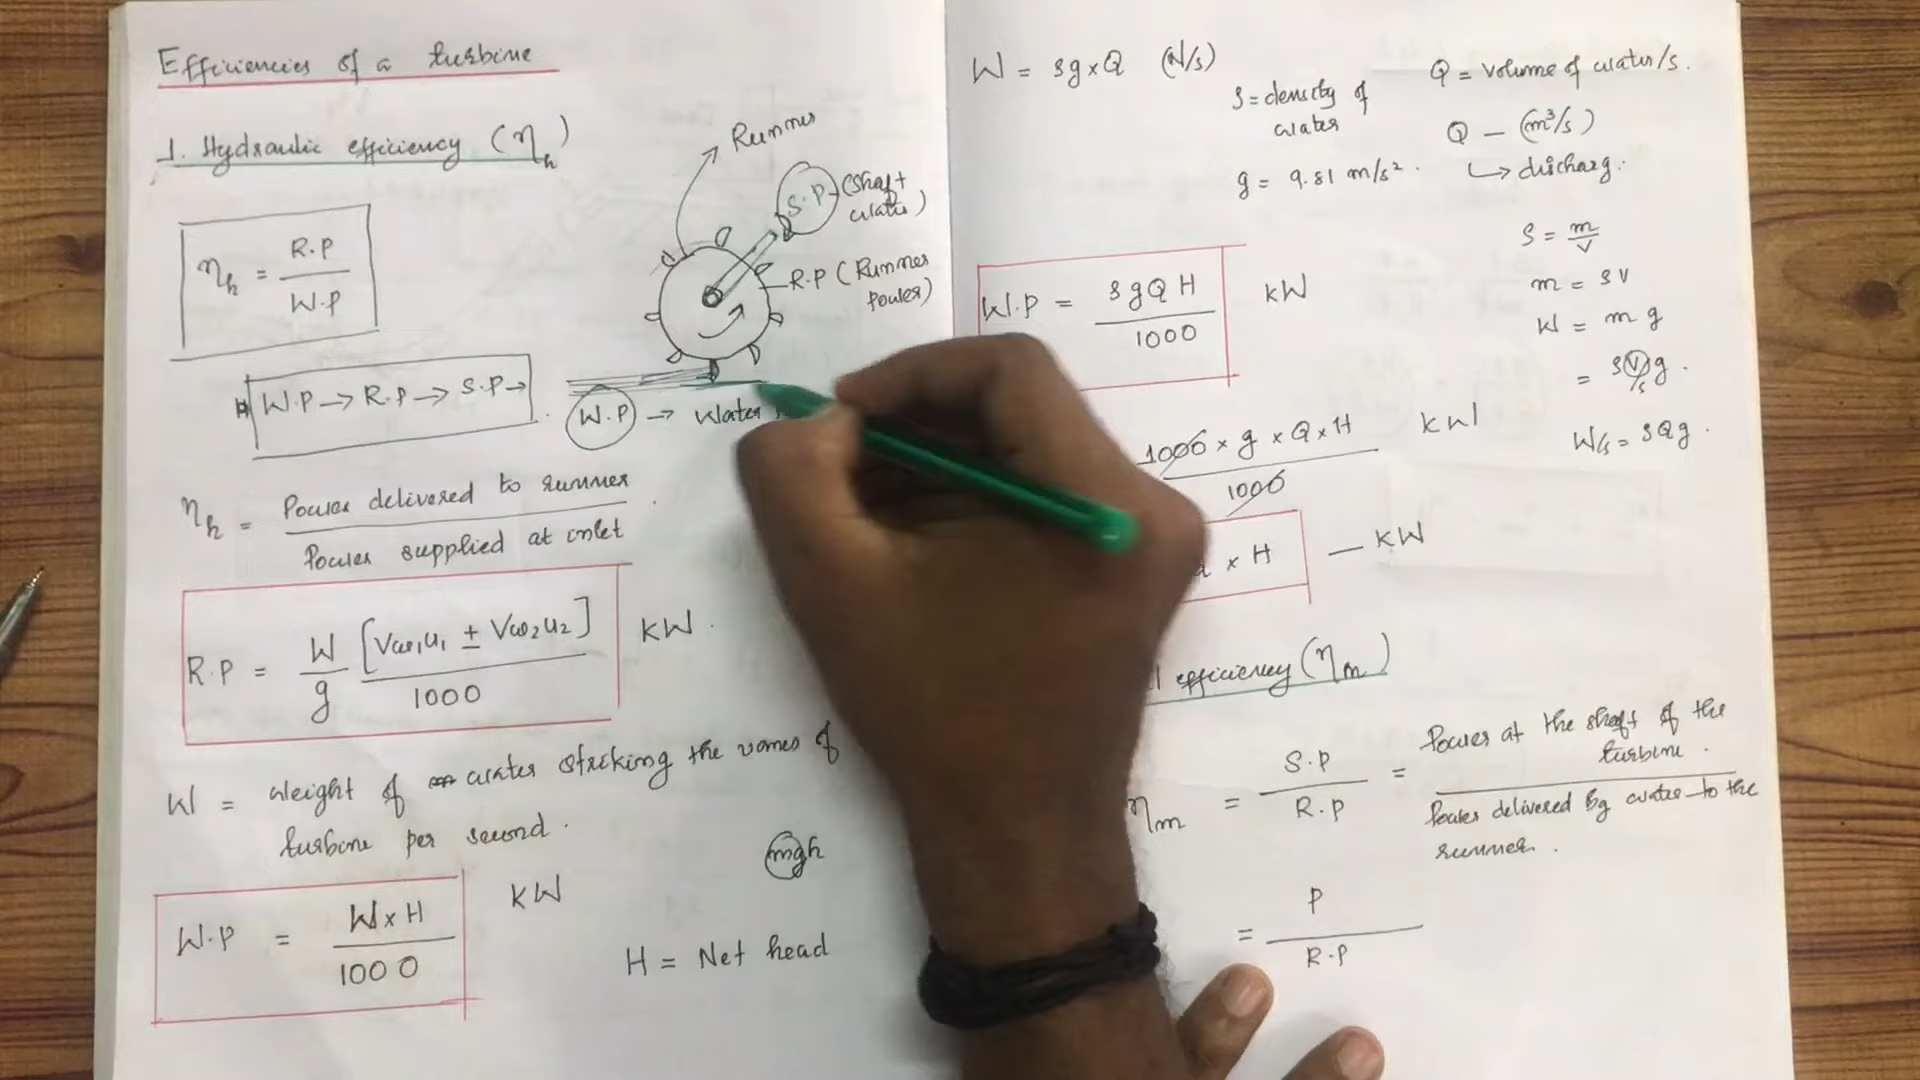 Efficiencies of a turbine
1. Hydraulic efficiency (ηh)
ηh = R.P / W.P
Runner
S.P (Shaft
water)
R.P (Runner
power)
W.P → R.P → S.P →
W.P → Water
ηh = Power delivered to runner / Power supplied at inlet
R.P = W/g [Vw1u1 ± Vw2u2] / 1000 KW.
W = weight of water striking the vanes of
turbine per second.
mgh
W.P = W x H / 1000 KW
H = Net head
W = ρg x Q (N/s)
ρ = density of
water
g = 9.81 m/s².
Q = Volume of water/s.
Q – (m³/s)
↳ discharg.
ρ = m/V
m = ρV
W = mg
= ρV/s g.
W/s = ρQg.
W.P = ρgQH / 1000 KW
1000 x g x Q x H / 1000 KW
x H — KW
efficiency (ηm)
ηm = S.P / R.P = Power at the shaft of the turbine. / Power delivered by water to the runner.
= P / R.P